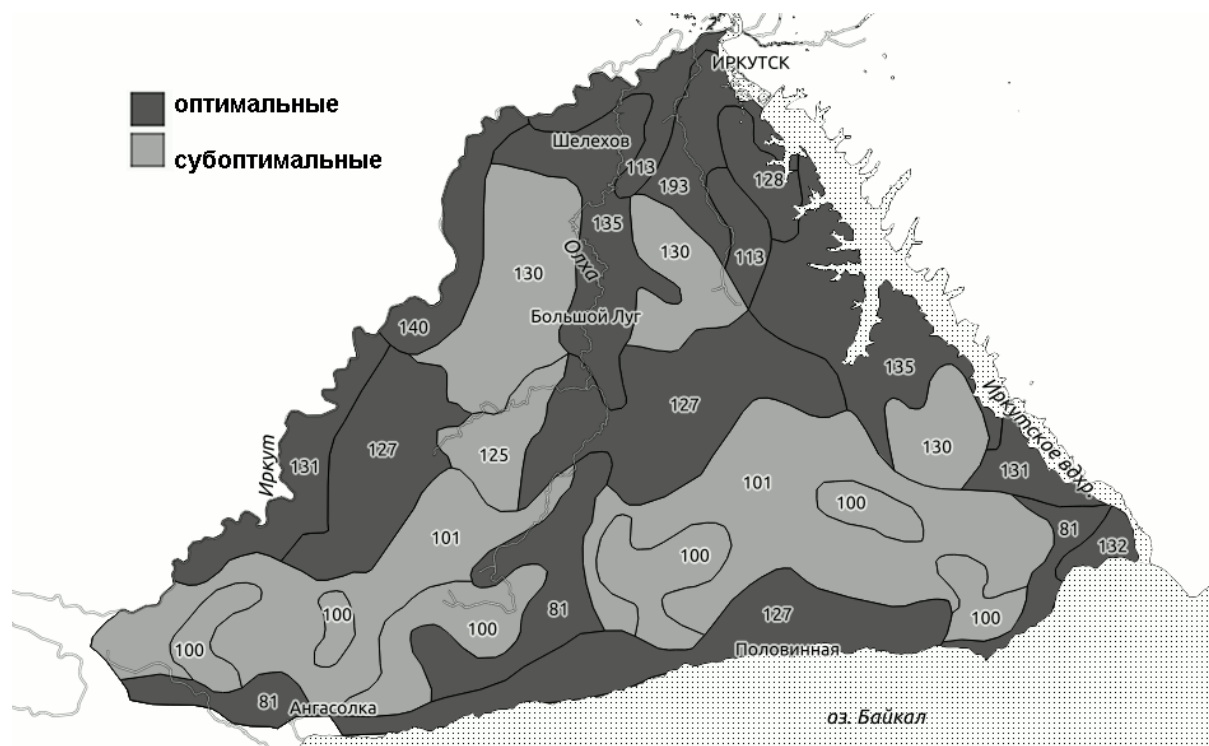 ИРКУТСК
оптимальные
субоптимальные
Шелехов
113
193
128
135
130
113
Олха
130
Большой Луг
140
135
127
Иркутское вдхр.
127
125
130
Иркут
131
131
101
100
101
81
132
100
100
81
127
100
100
100
Половинная
81
Ангасолка
оз. Байкал